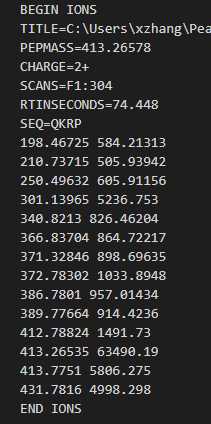 BEGIN IONS
TITLE=C:\Users\xzhang\Pea
PEPMASS=413.26578
CHARGE=2+
SCANS=F1:304
RTINSECONDS=74.448
SEQ=QKRP
198.46725 584.21313
210.73715 505.93942
250.49632 605.91156
301.13965 5236.753
340.8213 826.46204
366.83704 864.72217
371.32846 898.69635
372.78302 1033.8948
386.7801 957.01434
389.77664 914.4236
412.78824 1491.73
413.26535 63490.19
413.7751 5806.275
431.7816 4998.298
END IONS